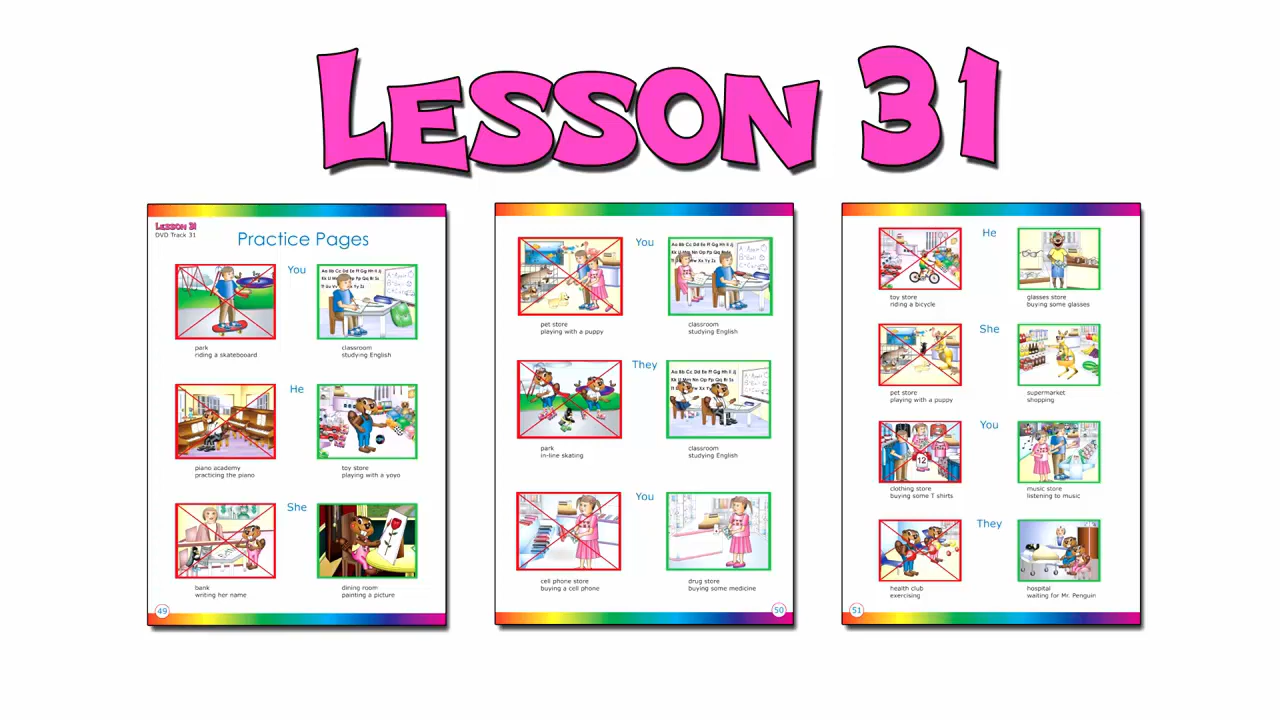 LESSON 31
LESSON 31
DVD Track 31
Practice Pages
You
park
riding a skateboard
classroom
studying English
He
piano academy
practicing the piano
toy store
playing with a yoyo
She
bank
writing her name
dining room
painting a picture
49
You
pet store
playing with a puppy
classroom
studying English
They
park
in-line skating
classroom
studying English
You
cell phone store
buying a cell phone
drug store
buying some medicine
50
He
toy store
riding a bicycle
glasses store
buying some glasses
She
pet store
playing with a puppy
supermarket
shopping
You
clothing store
buying some T shirts
music store
listening to music
They
health club
exercising
hospital
waiting for Mr. Penguin
51
12